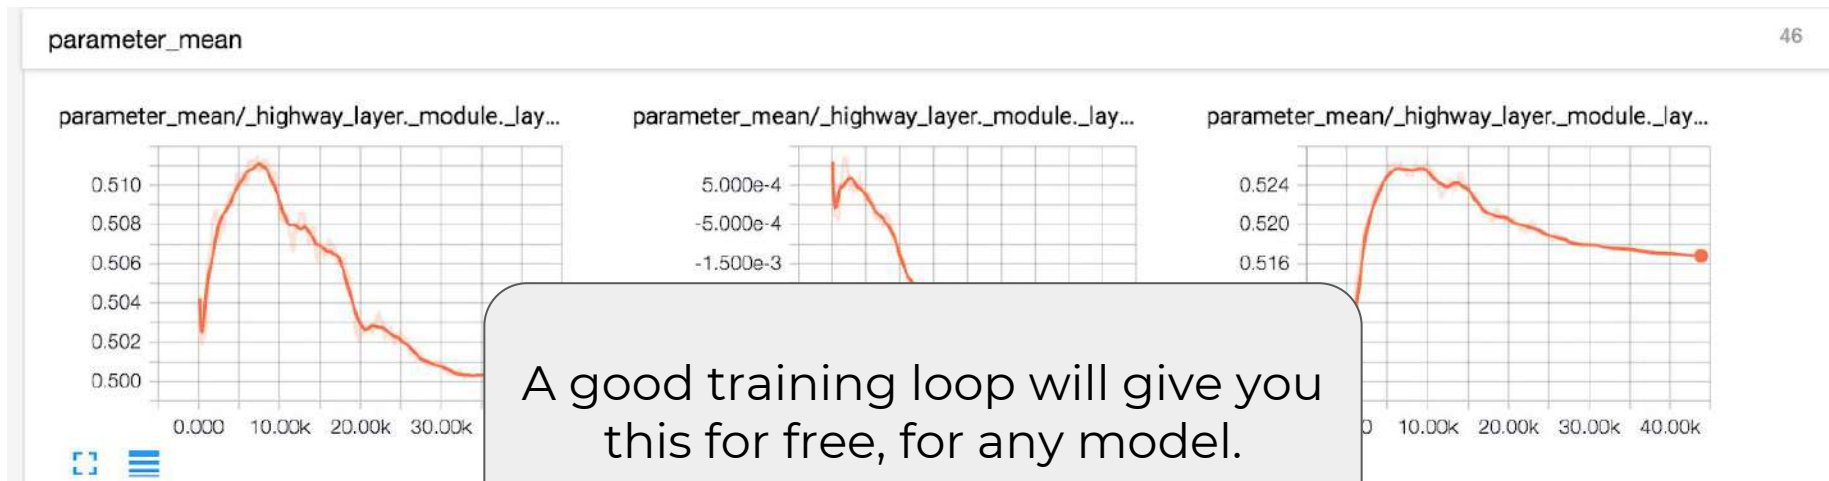 parameter_mean
46
parameter_mean/_highway_layer._module._lay...
parameter_mean/_highway_layer._module._lay...
parameter_mean/_highway_layer._module._lay...
0.510
0.508
0.506
0.504
0.502
0.500
0.000 10.00k 20.00k 30.00k
5.000e-4
-5.000e-4
-1.500e-3
0.524
0.520
0.516
0 10.00k 20.00k 30.00k 40.00k
A good training loop will give you
this for free, for any model.